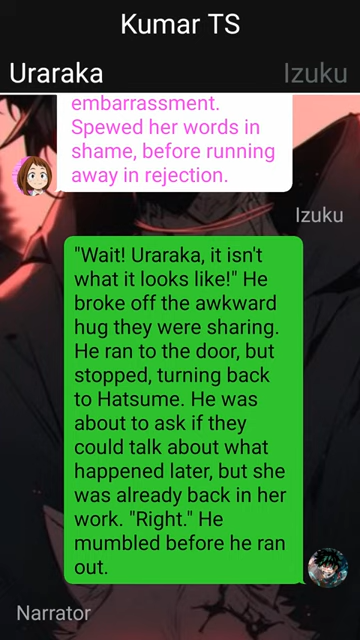 Kumar TS
Uraraka Izuku
embarrassment.
Spewed her words in
shame, before running
away in rejection.
Izuku
"Wait! Uraraka, it isn't
what it looks like!" He
broke off the awkward
hug they were sharing.
He ran to the door, but
stopped, turning back
to Hatsume. He was
about to ask if they
could talk about what
happened later, but she
was already back in her
work. "Right." He
mumbled before he ran
out.
Narrator